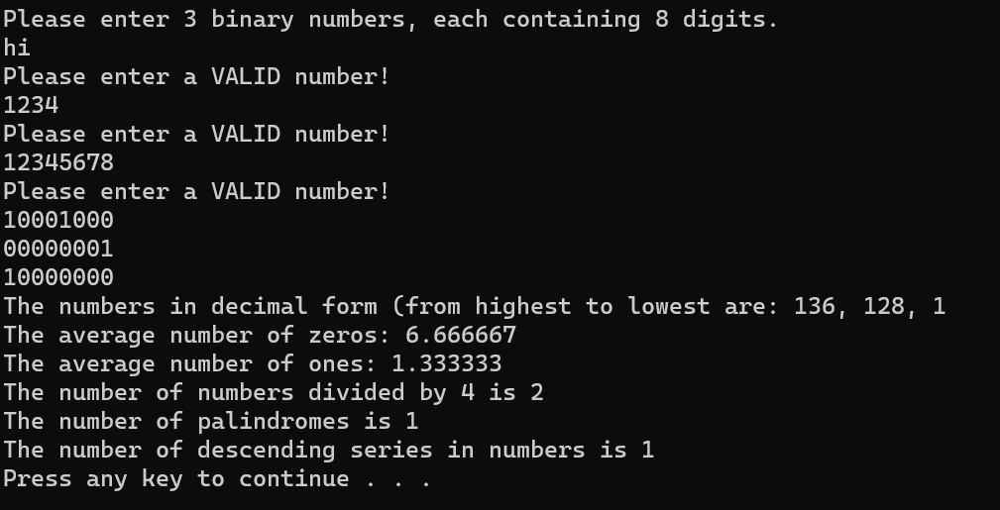 Please enter 3 binary numbers, each containing 8 digits.
hi
Please enter a VALID number!
1234
Please enter a VALID number!
12345678
Please enter a VALID number!
10001000
00000001
10000000
The numbers in decimal form (from highest to lowest are: 136, 128, 1
The average number of zeros: 6.666667
The average number of ones: 1.333333
The number of numbers divided by 4 is 2
The number of palindromes is 1
The number of descending series in numbers is 1
Press any key to continue . . .